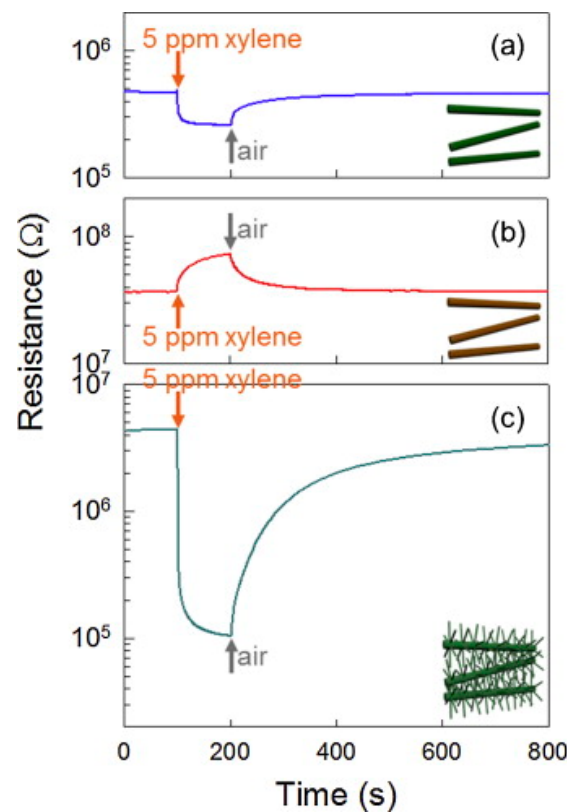 Resistance (Ω)
10⁶
5 ppm xylene
(a)
air
10⁵
10⁸
air
(b)
5 ppm xylene
10⁷
10⁷
5 ppm xylene
(c)
10⁶
10⁵
air
0 200 400 600 800
Time (s)